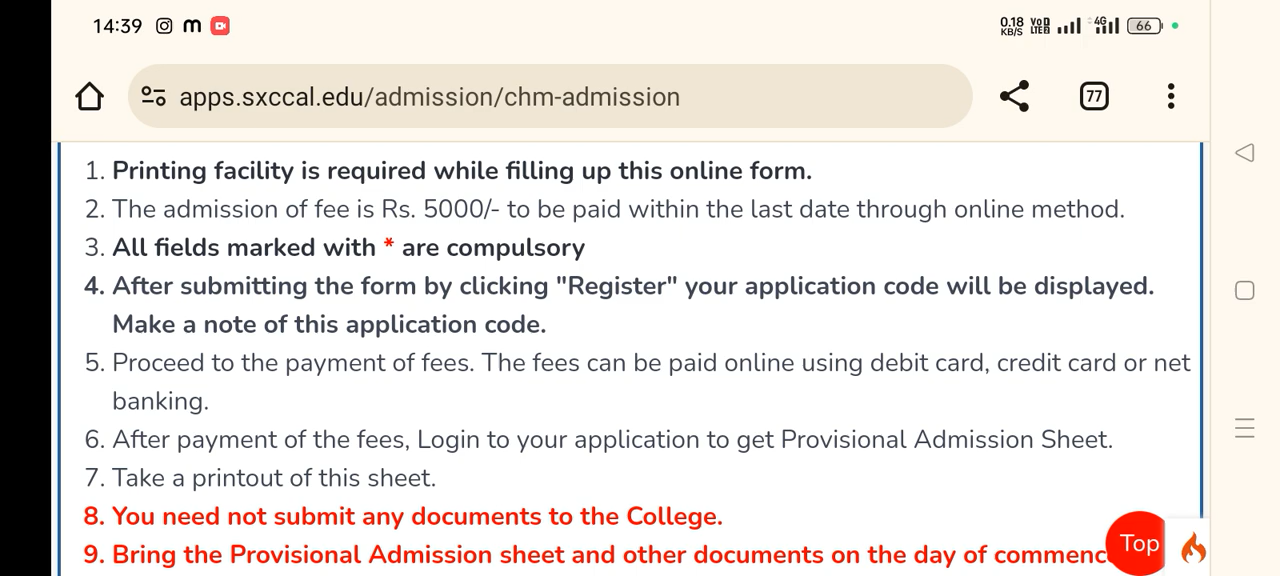 14:39 m 0.18 KB/S VoD LTE 4G 66
apps.sxccal.edu/admission/chm-admission 77
1. Printing facility is required while filling up this online form.
2. The admission of fee is Rs. 5000/- to be paid within the last date through online method.
3. All fields marked with * are compulsory
4. After submitting the form by clicking "Register" your application code will be displayed.
Make a note of this application code.
5. Proceed to the payment of fees. The fees can be paid online using debit card, credit card or net
banking.
6. After payment of the fees, Login to your application to get Provisional Admission Sheet.
7. Take a printout of this sheet.
8. You need not submit any documents to the College.
9. Bring the Provisional Admission sheet and other documents on the day of commenc
Top